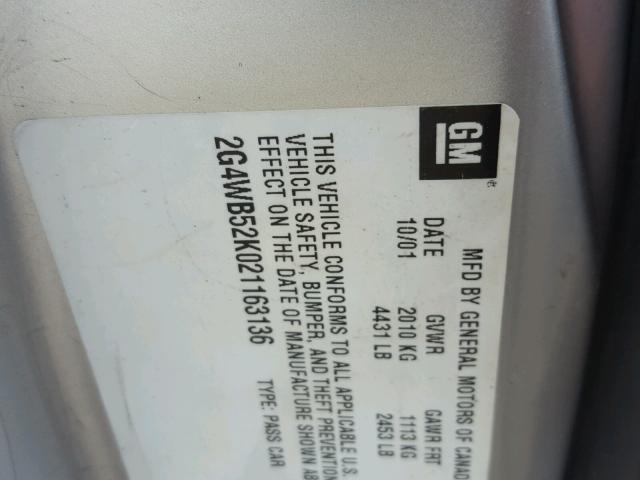 GM
MFD BY GENERAL MOTORS OF CANAD
DATE GVWR GAWR FRT
10/01 2010 KG 1113 KG
4431 LB 2453 LB
THIS VEHICLE CONFORMS TO ALL APPLICABLE U.S.
VEHICLE SAFETY, BUMPER, AND THEFT PREVENTION
EFFECT ON THE DATE OF MANUFACTURE SHOWN AB
2G4WB52K021163136 TYPE: PASS CAR